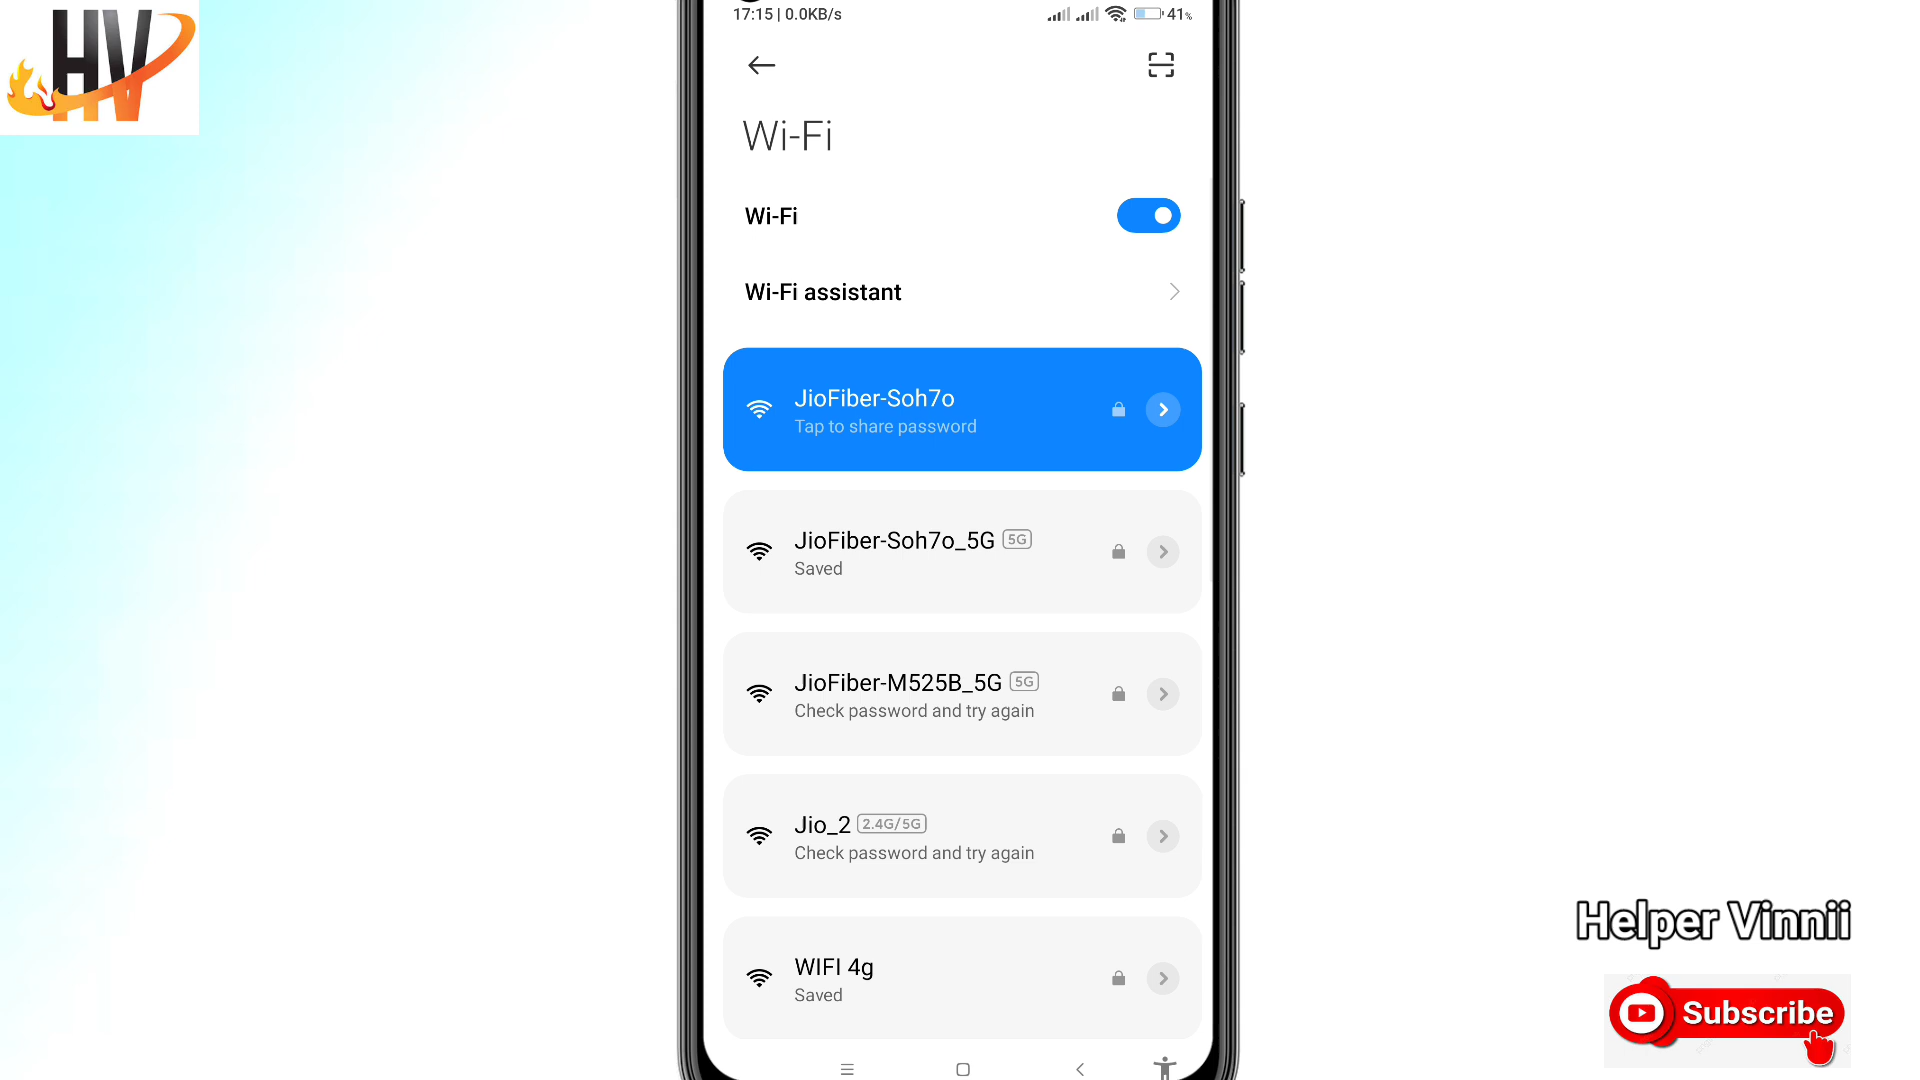 HV
17:15 | 0.0KB/s
41%
Wi-Fi
Wi-Fi
Wi-Fi assistant
JioFiber-Soh7o
Tap to share password
JioFiber-Soh7o_5G 5G
Saved
JioFiber-M525B_5G 5G
Check password and try again
Jio_2 2.4G/5G
Check password and try again
WIFI 4g
Saved
Helper Vinnii
Subscribe